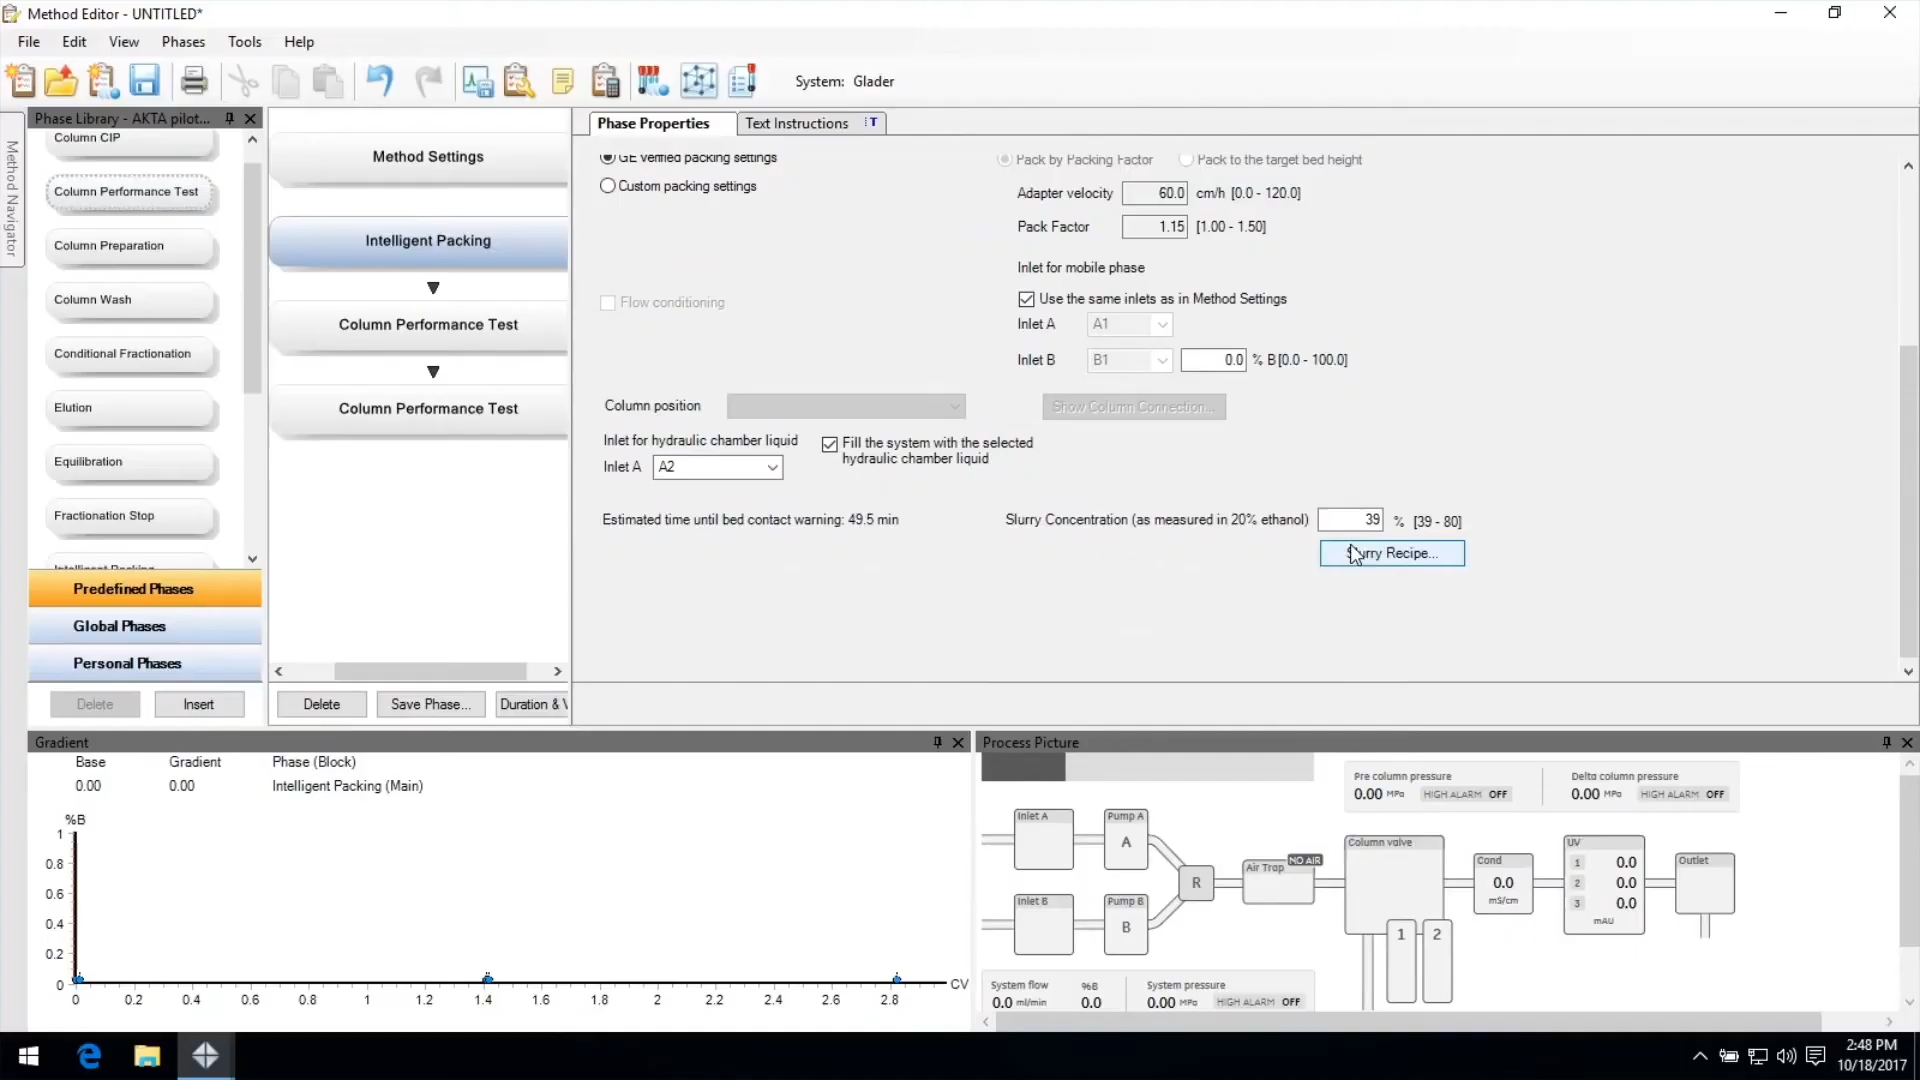 Method Editor - UNTITLED*
File Edit View Phases Tools Help
System: Glader
Method Navigator
Phase Library - AKTA pilot...
Column CIP
Column Performance Test
Column Preparation
Column Wash
Conditional Fractionation
Elution
Equilibration
Fractionation Stop
Intelligent Packing
Predefined Phases
Global Phases
Personal Phases
Delete Insert
Method Settings
Intelligent Packing
Column Performance Test
Column Performance Test
Delete Save Phase... Duration & V
Phase Properties Text Instructions T
GE verified packing settings
Custom packing settings
Pack by Packing Factor Pack to the target bed height
Adapter velocity 60.0 cm/h [0.0 - 120.0]
Pack Factor 1.15 [1.00 - 1.50]
Inlet for mobile phase
Flow conditioning
Use the same inlets as in Method Settings
Inlet A A1
Inlet B B1 0.0 % B[0.0 - 100.0]
Column position Show Column Connection...
Inlet for hydraulic chamber liquid
Inlet A A2
Fill the system with the selected
hydraulic chamber liquid
Estimated time until bed contact warning: 49.5 min
Slurry Concentration (as measured in 20% ethanol) 39 % [39 - 80]
Slurry Recipe...
Gradient
Base Gradient Phase (Block)
0.00 0.00 Intelligent Packing (Main)
%B
1
0.8
0.6
0.4
0.2
0
0 0.2 0.4 0.6 0.8 1 1.2 1.4 1.6 1.8 2 2.2 2.4 2.6 2.8
CV
Process Picture
Pre column pressure
0.00 MPa HIGH ALARM OFF
Delta column pressure
0.00 MPa HIGH ALARM OFF
Inlet A
Pump A
A
Inlet B
Pump B
B
R
Air Trap
NO AIR
Column valve
1 2
Cond
0.0
mS/cm
UV
1 0.0
2 0.0
3 0.0
mAU
Outlet
System flow
0.0 ml/min
%B
0.0
System pressure
0.00 MPa HIGH ALARM OFF
2:48 PM
10/18/2017